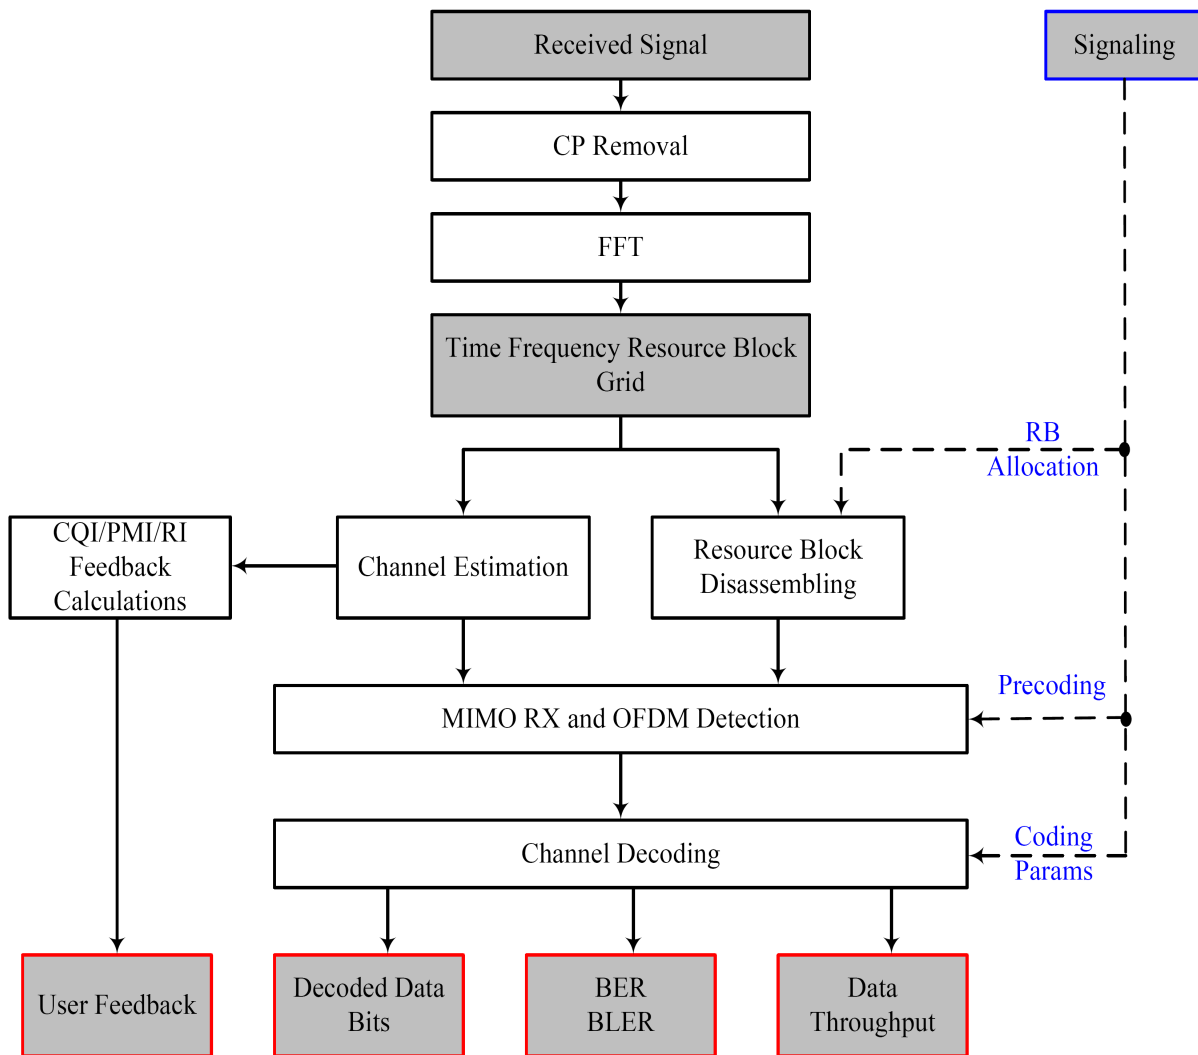 Received Signal
Signaling
CP Removal
FFT
Time Frequency Resource Block
Grid
RB
Allocation
CQI/PMI/RI
Feedback
Calculations
Channel Estimation
Resource Block
Disassembling
Precoding
MIMO RX and OFDM Detection
Coding
Params
Channel Decoding
User Feedback
Decoded Data
Bits
BER
BLER
Data
Throughput